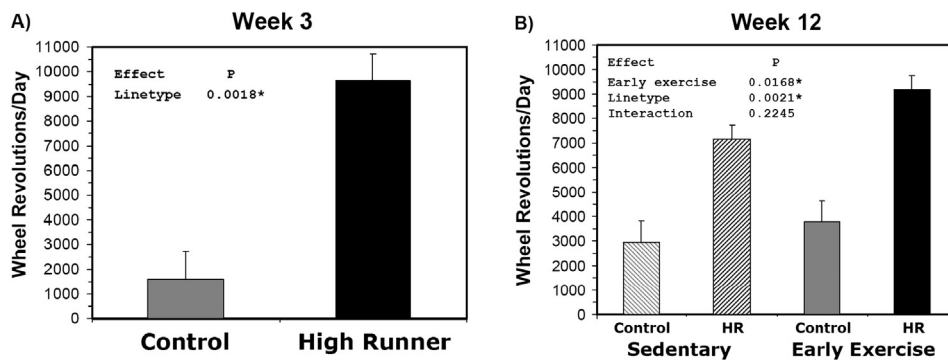 A)
Week 3
Wheel Revolutions/Day
11000
10000
9000
8000
7000
6000
5000
4000
3000
2000
1000
0
Effect P
Linetype 0.0018*
Control High Runner
B)
Week 12
Wheel Revolutions/Day
11000
10000
9000
8000
7000
6000
5000
4000
3000
2000
1000
0
Effect P
Early exercise 0.0168*
Linetype 0.0021*
Interaction 0.2245
Control HR Control HR
Sedentary Early Exercise